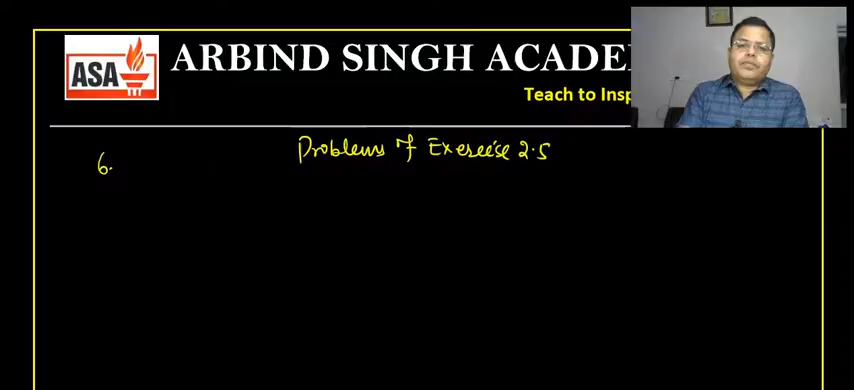 ASA
ARBIND SINGH ACADE
Teach to Insp
Problems of Exercise 2.5
6.